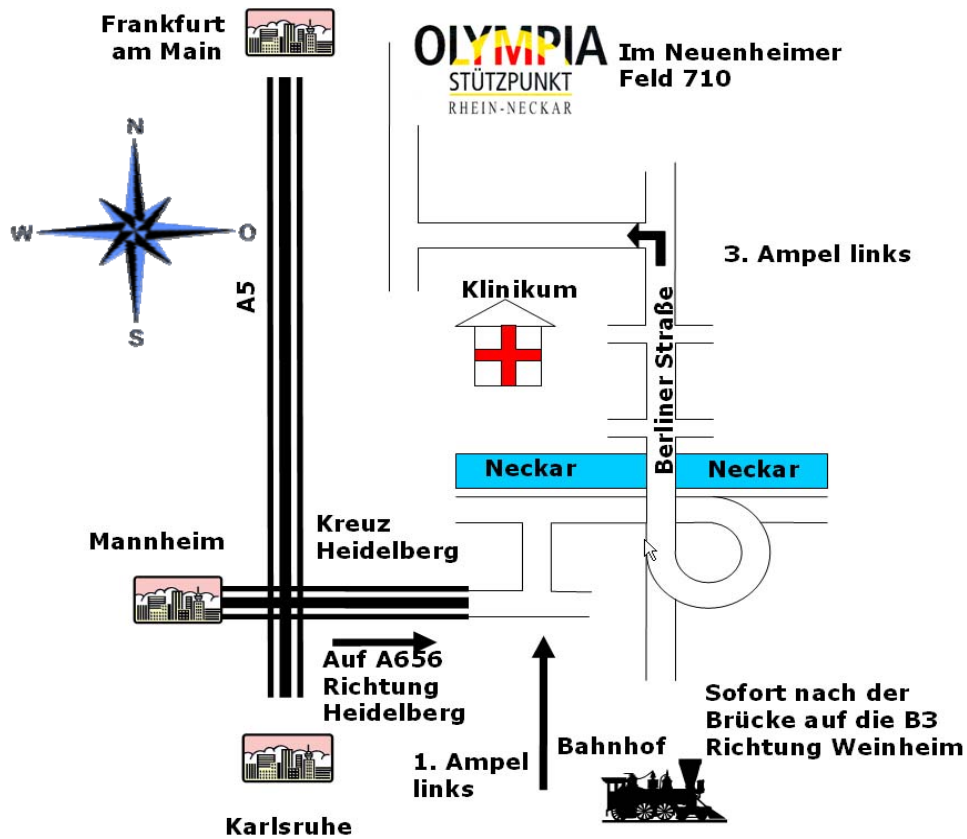 Frankfurt
am Main
OLYMPIA
STÜTZPUNKT
RHEIN-NECKAR
Im Neuenheimer
Feld 710
N
W
O
S
A5
3. Ampel links
Klinikum
Berliner Straße
Neckar
Neckar
Kreuz
Heidelberg
Mannheim
Auf A656
Richtung
Heidelberg
Sofort nach der
Brücke auf die B3
Richtung Weinheim
1. Ampel
links
Bahnhof
Karlsruhe